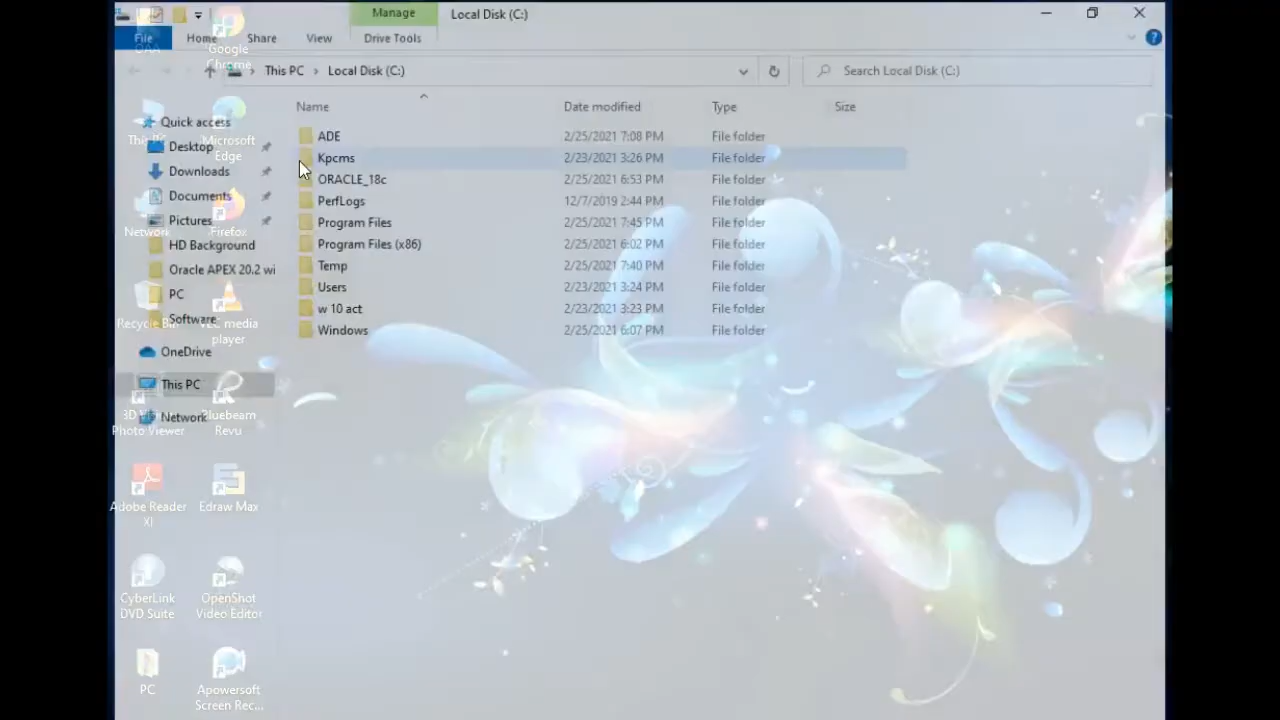 Manage
Local Disk (C:)
File
Home
Share
View
Drive Tools
This PC > Local Disk (C:)
Search Local Disk (C:)
Name
Date modified
Type
Size
ADE 2/25/2021 7:08 PM File folder
Kpcms 2/23/2021 3:26 PM File folder
ORACLE_18c 2/25/2021 6:53 PM File folder
PerfLogs 12/7/2019 2:44 PM File folder
Program Files 2/25/2021 7:45 PM File folder
Program Files (x86) 2/25/2021 6:02 PM File folder
Temp 2/25/2021 7:40 PM File folder
Users 2/23/2021 3:24 PM File folder
w 10 act 2/23/2021 3:23 PM File folder
Windows 2/25/2021 6:07 PM File folder
Quick access
Desktop
Downloads
Documents
Pictures
HD Background
Oracle APEX 20.2 wi
PC
Software
OneDrive
This PC
Network
Google
Chrome
This PC
Microsoft
Edge
Network
Firefox
Recycle Bin
VLC media
player
Photo Viewer
Bluebeam
Revu
Adobe Reader
XI
Edraw Max
CyberLink
DVD Suite
OpenShot
Video Editor
PC
Apowersoft
Screen Rec...